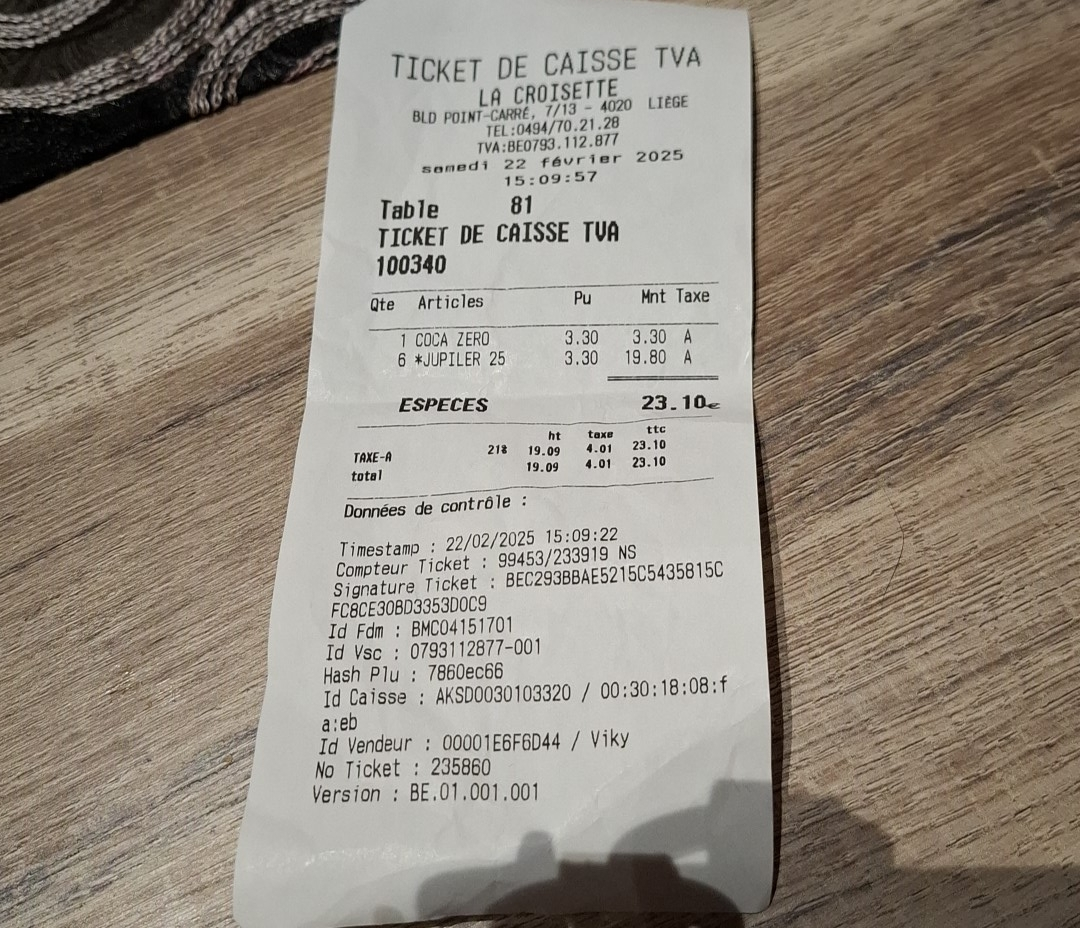 TICKET DE CAISSE TVA
LA CROISETTE
BLD POINT-CARRÉ, 7/13 - 4020 LIÈGE
TEL:0494/70.21.28
TVA:BE0793.112.877
samedi 22 février 2025
15:09:57
Table 81
TICKET DE CAISSE TVA
100340
Qte Articles Pu Mnt Taxe
1 COCA ZERO 3.30 3.30 A
6 *JUPILER 25 3.30 19.80 A
ESPECES 23.10€
ht taxe ttc
TAXE-A 21% 19.09 4.01 23.10
total 19.09 4.01 23.10
Données de contrôle :
Timestamp : 22/02/2025 15:09:22
Compteur Ticket : 99453/233919 NS
Signature Ticket : BEC293BBAE5215C5435815C
FC8CE30BD3353D0C9
Id Fdm : BMC04151701
Id Vsc : 0793112877-001
Hash Plu : 7860ec66
Id Caisse : AKSD0030103320 / 00:30:18:08:f
a:eb
Id Vendeur : 00001E6F6D44 / Viky
No Ticket : 235860
Version : BE.01.001.001